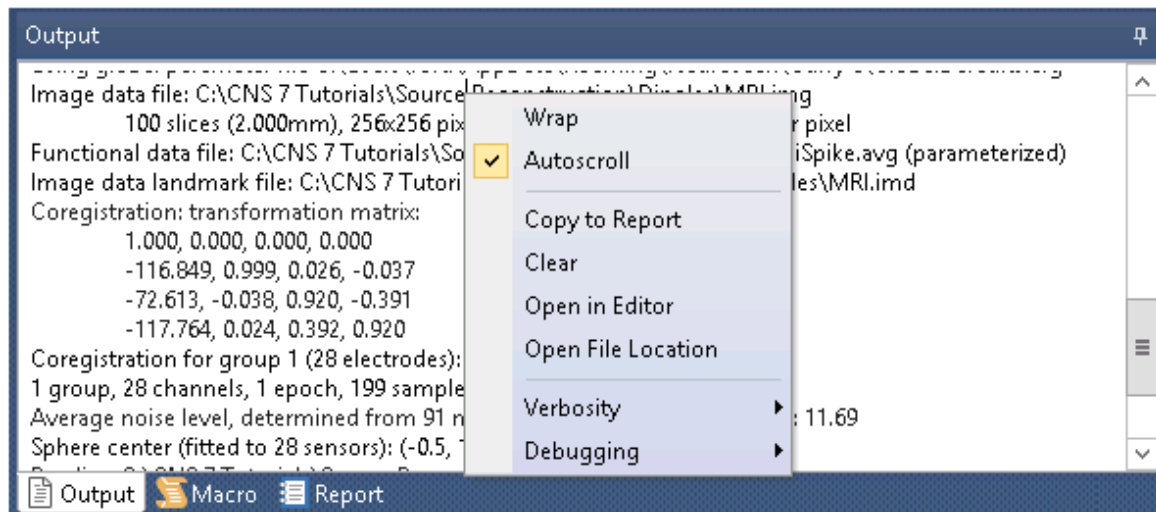 Output
Image data file: C:\CNS 7 Tutorials\Source Reconstruction\Dipoles\MRI.img
100 slices (2.000mm), 256x256 pix r pixel
Functional data file: C:\CNS 7 Tutorials\So iSpike.avg (parameterized)
Image data landmark file: C:\CNS 7 Tutori les\MRI.imd
Coregistration: transformation matrix:
1.000, 0.000, 0.000, 0.000
-116.849, 0.999, 0.026, -0.037
-72.613, -0.038, 0.920, -0.391
-117.764, 0.024, 0.392, 0.920
Coregistration for group 1 (28 electrodes):
1 group, 28 channels, 1 epoch, 199 sample
Average noise level, determined from 91 n : 11.69
Sphere center (fitted to 28 sensors): (-0.5,
Wrap
Autoscroll
Copy to Report
Clear
Open in Editor
Open File Location
Verbosity
Debugging
Output Macro Report